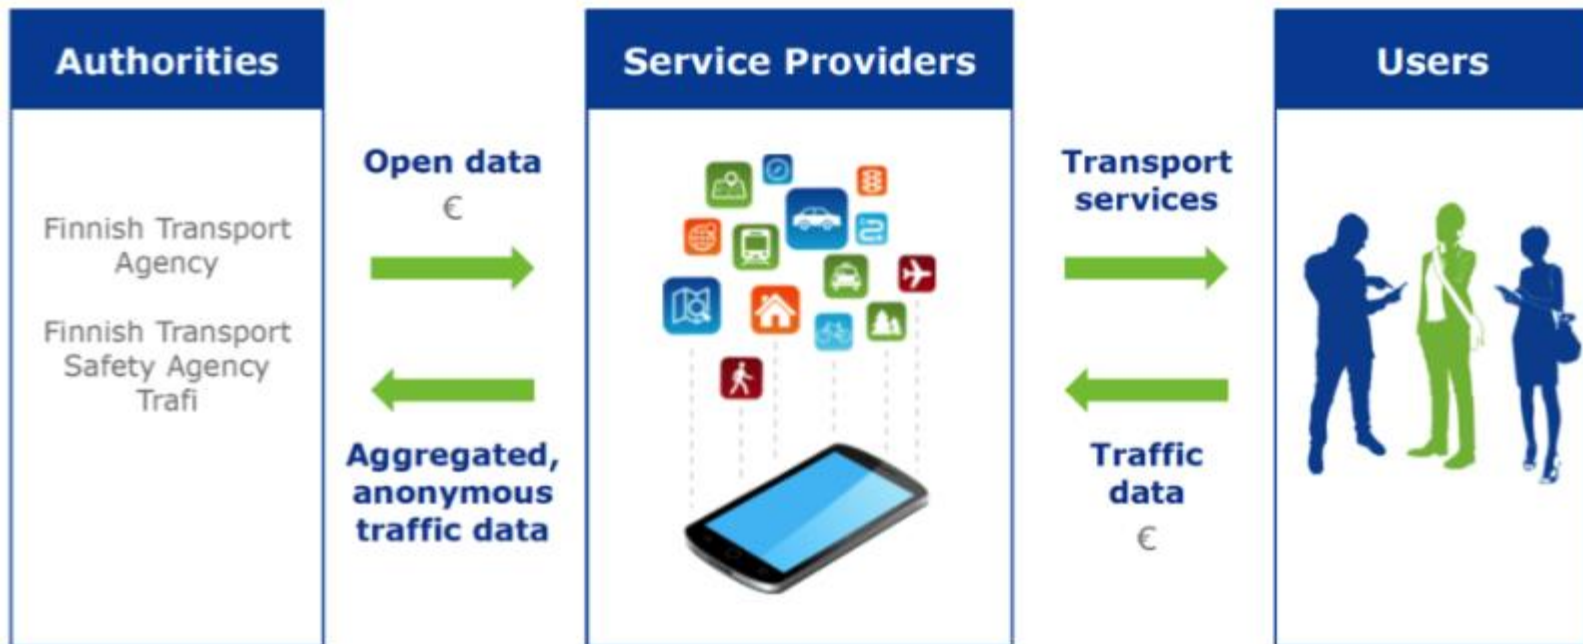 Authorities
Finnish Transport
Agency
Finnish Transport
Safety Agency
Trafi
Open data
€
Aggregated,
anonymous
traffic data
Service Providers
Transport
services
Traffic
data
€
Users